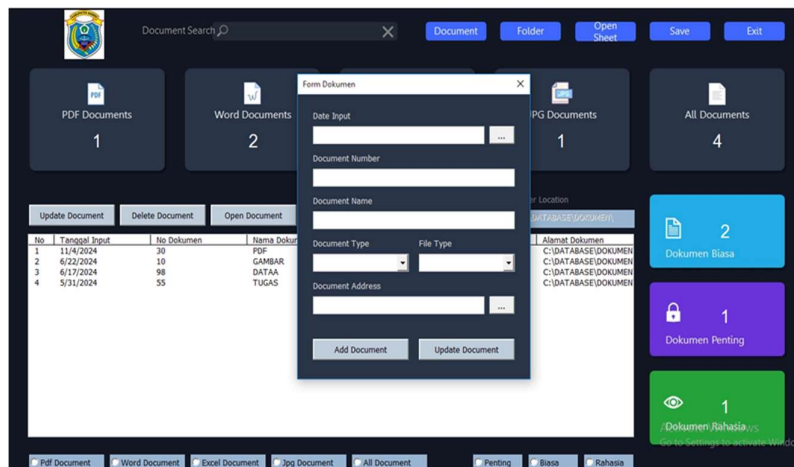 Document Search
Document
Folder
Open
Sheet
Save
Exit
PDF
PDF Documents
1
Word Documents
2
JPG
PG Documents
1
All Documents
4
Form Dokumen
Date Input
...
Document Number
Document Name
Document Type
File Type
Document Address
...
Add Document
Update Document
Update Document
Delete Document
Open Document
er Location
DATABASE\DOKUMEN\
No Tanggal Input No Dokumen Nama Dokur Alamat Dokumen
1 11/4/2024 30 PDF C:\DATABASE\DOKUMEN
2 6/22/2024 10 GAMBAR C:\DATABASE\DOKUMEN
3 6/17/2024 98 DATAA C:\DATABASE\DOKUMEN
4 5/31/2024 55 TUGAS C:\DATABASE\DOKUMEN
2
Dokumen Biasa
1
Dokumen Penting
1
Dokumen Rahasia
Go to Settings to activate Windo
Pdf Document
Word Document
Excel Document
Jpg Document
All Document
Penting
Biasa
Rahasia